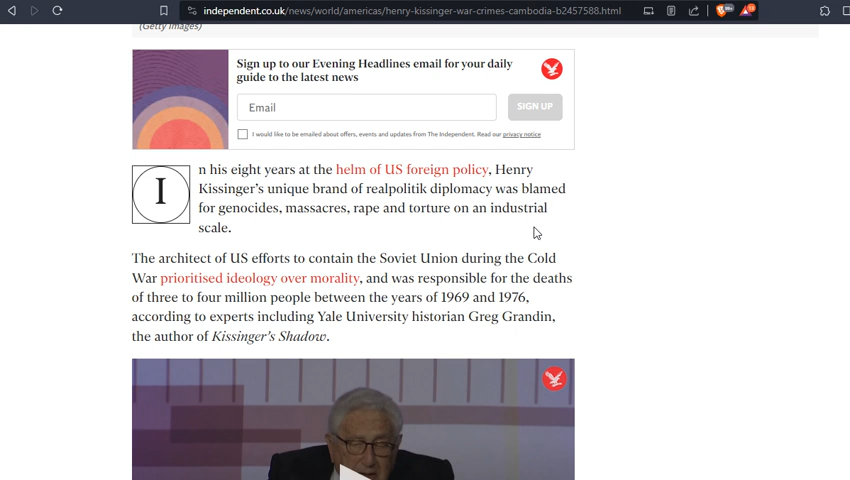 independent.co.uk/news/world/americas/henry-kissinger-war-crimes-cambodia-b2457588.html
(Getty Images)
Sign up to our Evening Headlines email for your daily
guide to the latest news
Email
SIGN UP
I would like to be emailed about offers, events and updates from The Independent. Read our privacy notice
In his eight years at the helm of US foreign policy, Henry
Kissinger’s unique brand of realpolitik diplomacy was blamed
for genocides, massacres, rape and torture on an industrial
scale.
The architect of US efforts to contain the Soviet Union during the Cold
War prioritised ideology over morality, and was responsible for the deaths
of three to four million people between the years of 1969 and 1976,
according to experts including Yale University historian Greg Grandin,
the author of Kissinger’s Shadow.